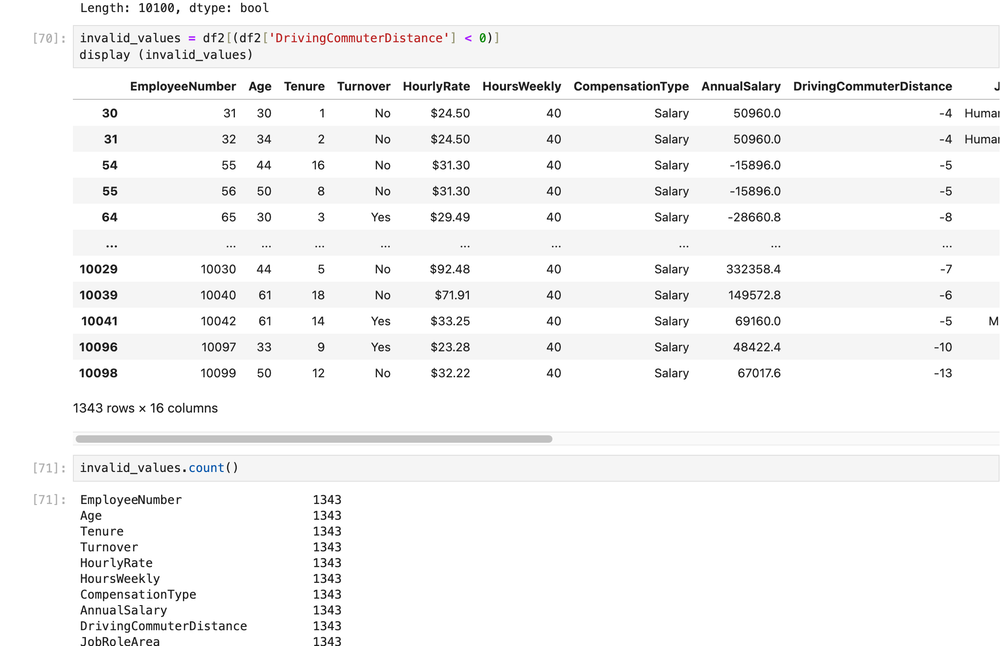 Length: 10100, dtype: bool
[70]: invalid_values = df2[(df2['DrivingCommuterDistance'] < 0)]
display (invalid_values)
EmployeeNumber Age Tenure Turnover HourlyRate HoursWeekly CompensationType AnnualSalary DrivingCommuterDistance J
30 31 30 1 No $24.50 40 Salary 50960.0 -4 Human
31 32 34 2 No $24.50 40 Salary 50960.0 -4 Human
54 55 44 16 No $31.30 40 Salary -15896.0 -5
55 56 50 8 No $31.30 40 Salary -15896.0 -5
64 65 30 3 Yes $29.49 40 Salary -28660.8 -8
... ... ... ... ... ... ... ... ... ...
10029 10030 44 5 No $92.48 40 Salary 332358.4 -7
10039 10040 61 18 No $71.91 40 Salary 149572.8 -6
10041 10042 61 14 Yes $33.25 40 Salary 69160.0 -5 M
10096 10097 33 9 Yes $23.28 40 Salary 48422.4 -10
10098 10099 50 12 No $32.22 40 Salary 67017.6 -13
1343 rows × 16 columns
[71]: invalid_values.count()
[71]: EmployeeNumber 1343
Age 1343
Tenure 1343
Turnover 1343
HourlyRate 1343
HoursWeekly 1343
CompensationType 1343
AnnualSalary 1343
DrivingCommuterDistance 1343
JobRoleArea 1343